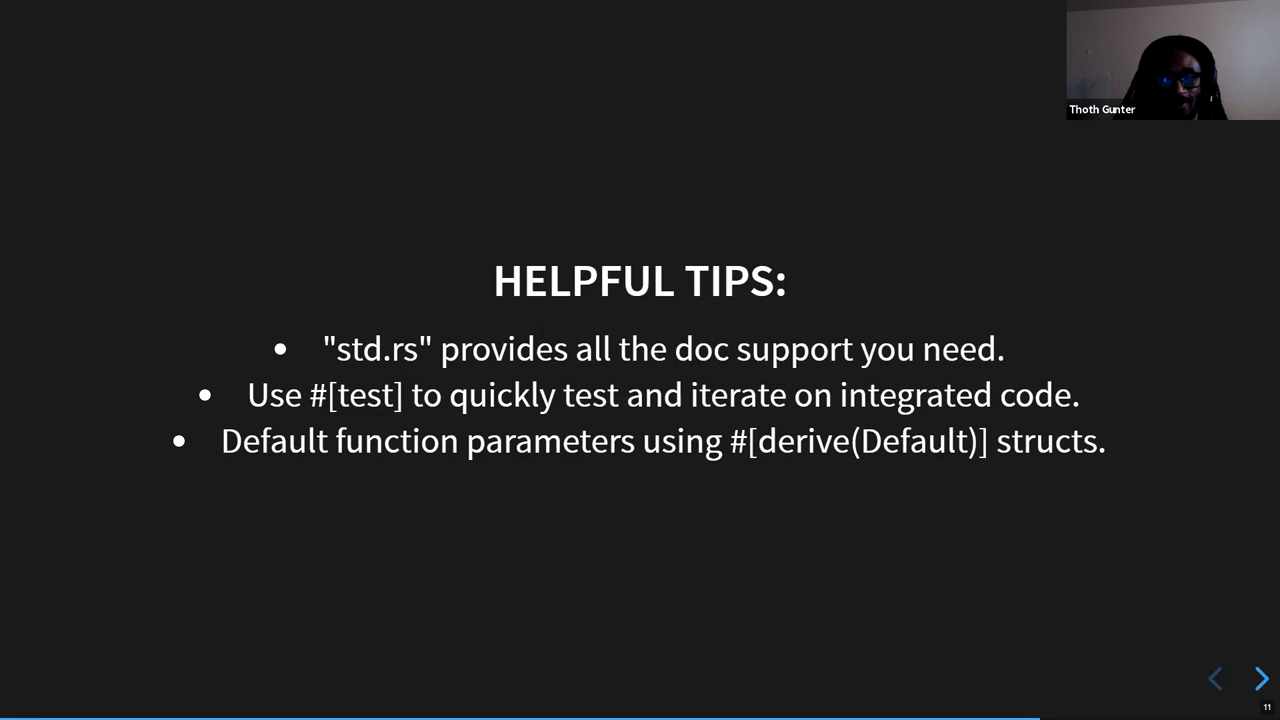 Thoth Gunter
HELPFUL TIPS:
• "std.rs" provides all the doc support you need.
• Use #[test] to quickly test and iterate on integrated code.
• Default function parameters using #[derive(Default)] structs.
11